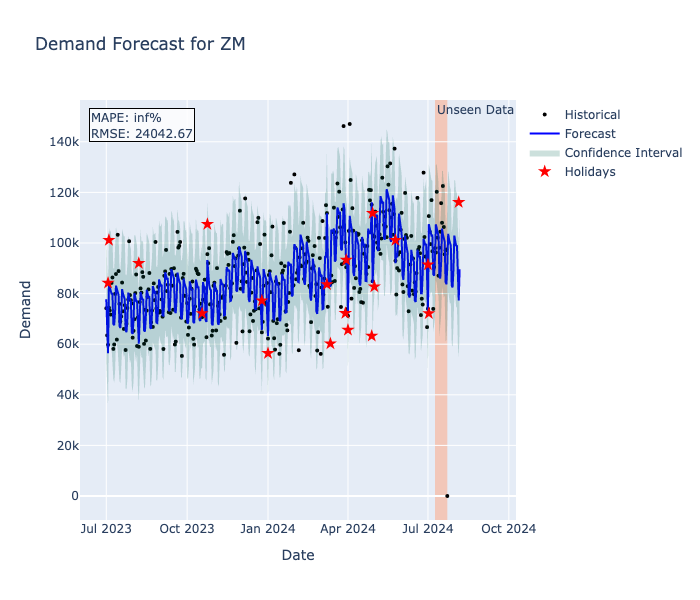 Demand Forecast for ZM
MAPE: inf%
RMSE: 24042.67
Unseen Data
Historical
Forecast
Confidence Interval
Holidays
140k
120k
100k
80k
60k
40k
20k
0
Demand
Jul 2023
Oct 2023
Jan 2024
Apr 2024
Jul 2024
Oct 2024
Date